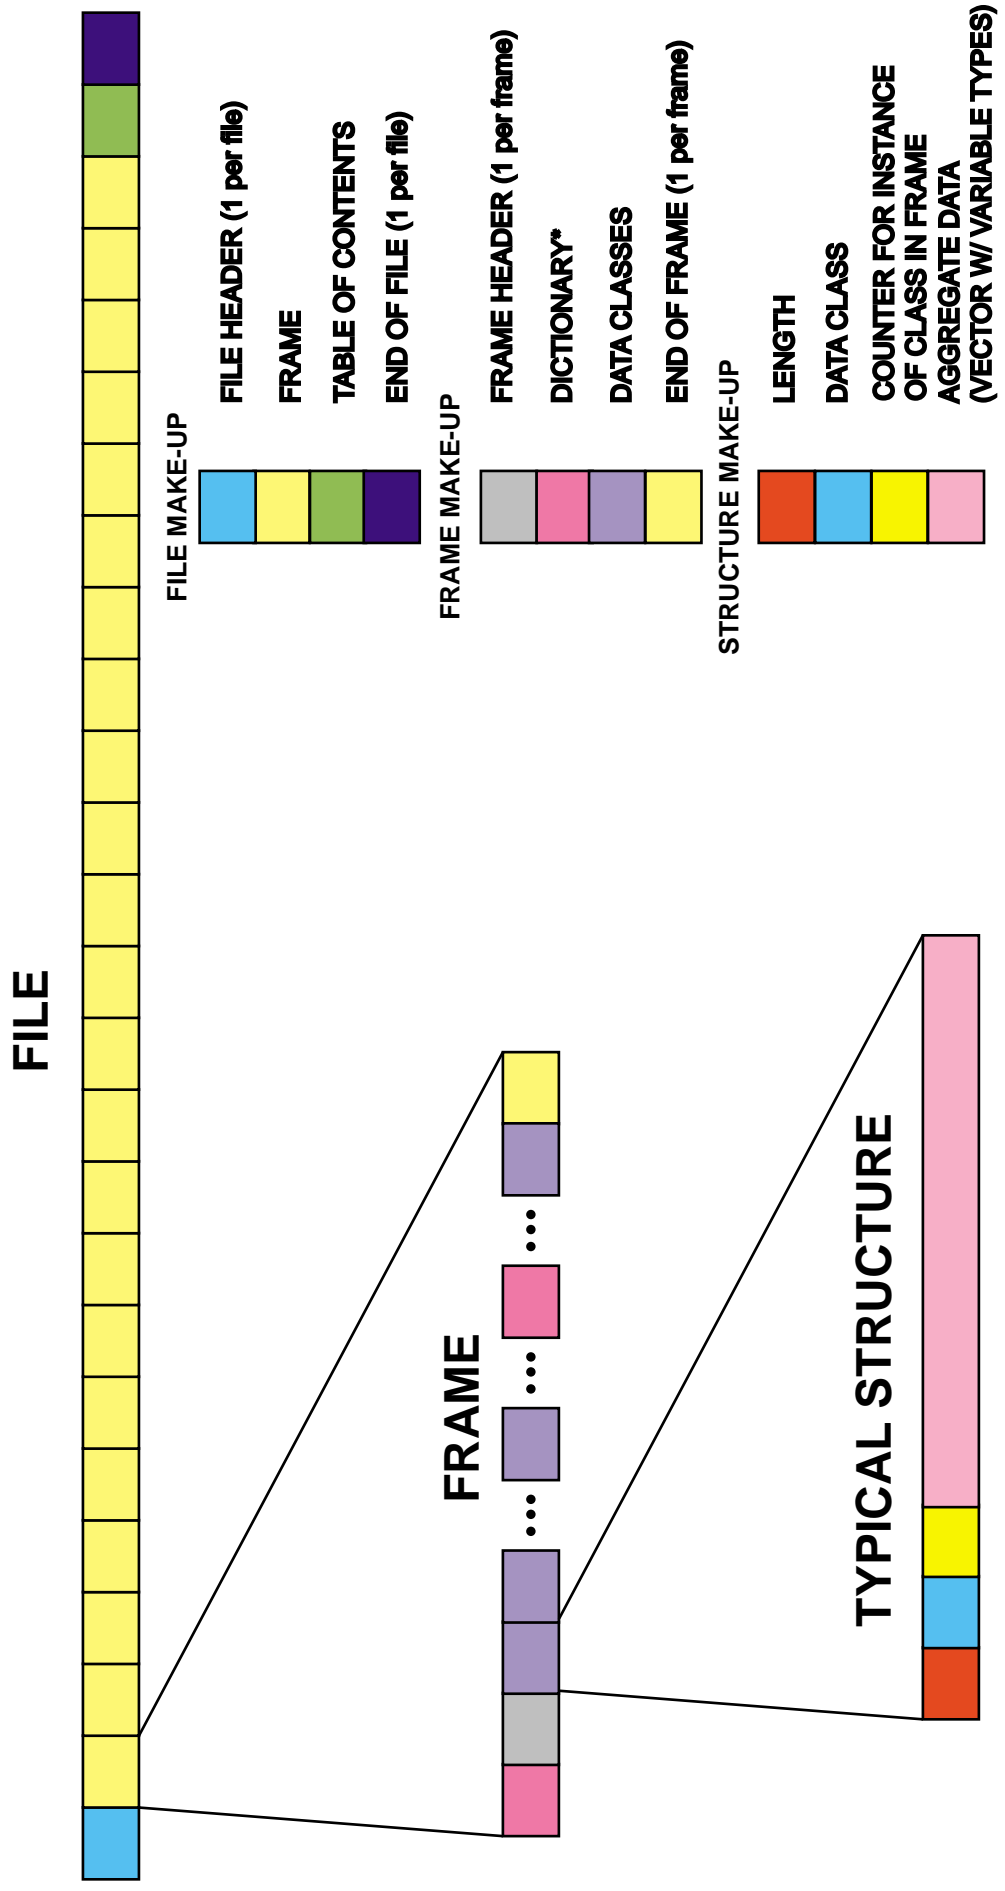 FILE
FILE MAKE-UP
FILE HEADER (1 per file)
FRAME
TABLE OF CONTENTS
END OF FILE (1 per file)
FRAME
FRAME MAKE-UP
FRAME HEADER (1 per frame)
DICTIONARY*
DATA CLASSES
END OF FRAME (1 per frame)
TYPICAL STRUCTURE
STRUCTURE MAKE-UP
LENGTH
DATA CLASS
COUNTER FOR INSTANCE
OF CLASS IN FRAME
AGGREGATE DATA
(VECTOR W/ VARIABLE TYPES)